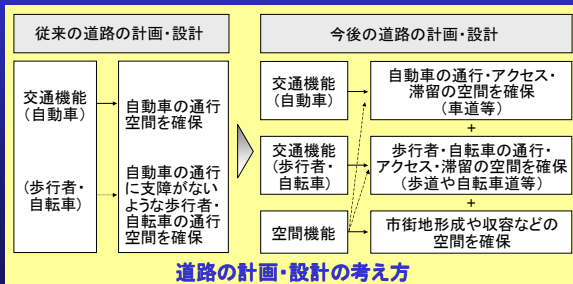 従来の道路の計画・設計
交通機能
(自動車)
自動車の通行
空間を確保
(歩行者・
自転車)
自動車の通行
に支障がない
ような歩行者・
自転車の通行
空間を確保
今後の道路の計画・設計
交通機能
(自動車)
自動車の通行・アクセス・
滞留の空間を確保
(車道等)
+
交通機能
(歩行者・
自転車)
歩行者・自転車の通行・
アクセス・滞留の空間を確保
(歩道や自転車道等)
+
空間機能
市街地形成や収容などの
空間を確保
道路の計画・設計の考え方